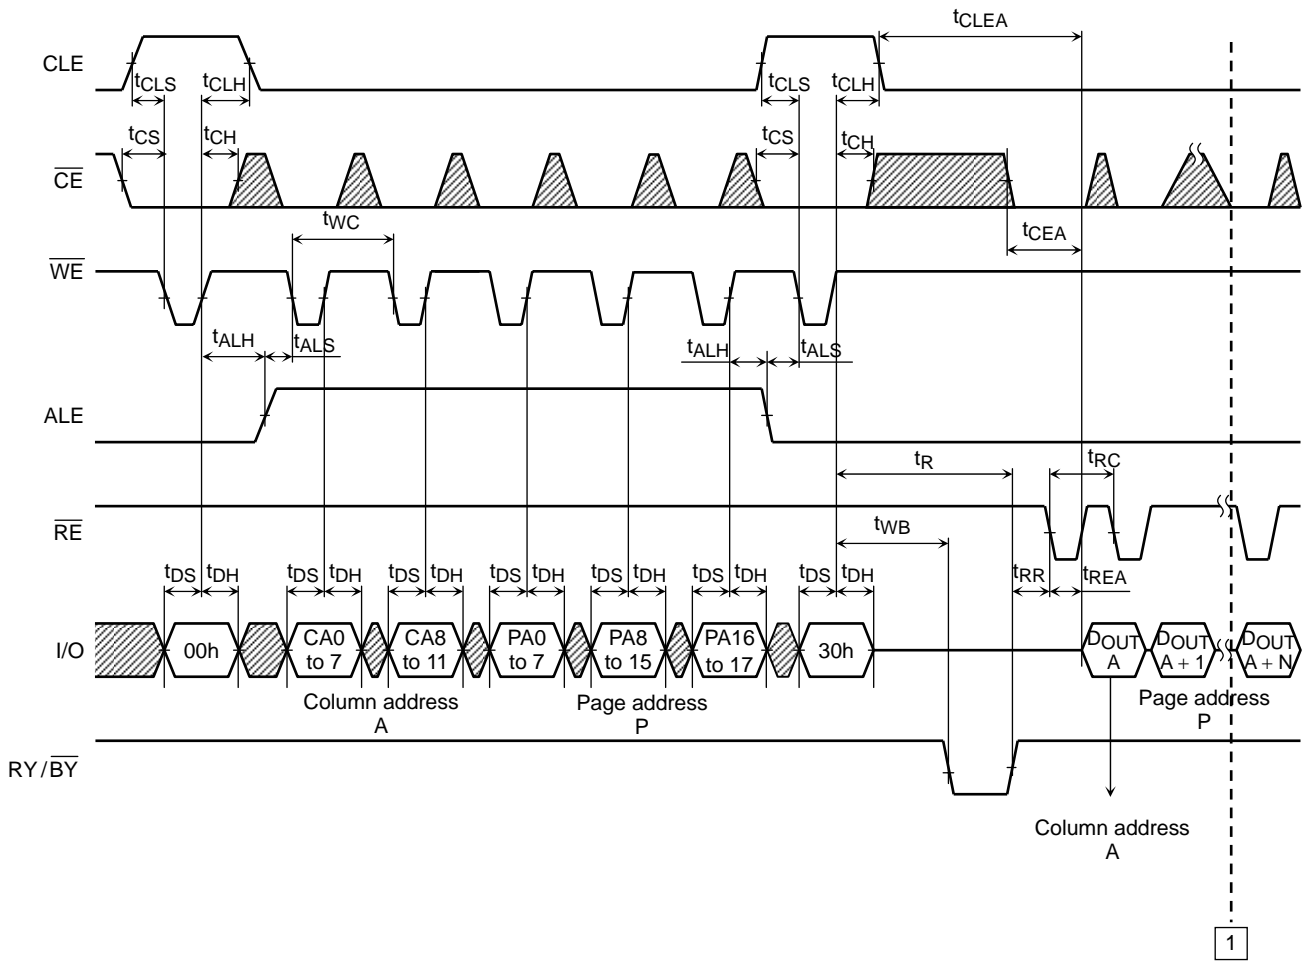 tCLEA
CLE
tCLS tCLH tCLS tCLH
tCS tCH tCS tCH
CE
tWC tCEA
WE
tALH tALS tALH tALS
ALE
tR tRC
RE
tWB
tDS tDH tDS tDH tDS tDH tDS tDH tDS tDH tDS tDH tDS tDH tRR tREA
I/O 00h CA0 to 7 CA8 to 11 PA0 to 7 PA8 to 15 PA16 to 17 30h DOUT A DOUT A + 1 DOUT A + N
Column address
A
Page address
P
Page address
P
RY/BY
Column address
A
1